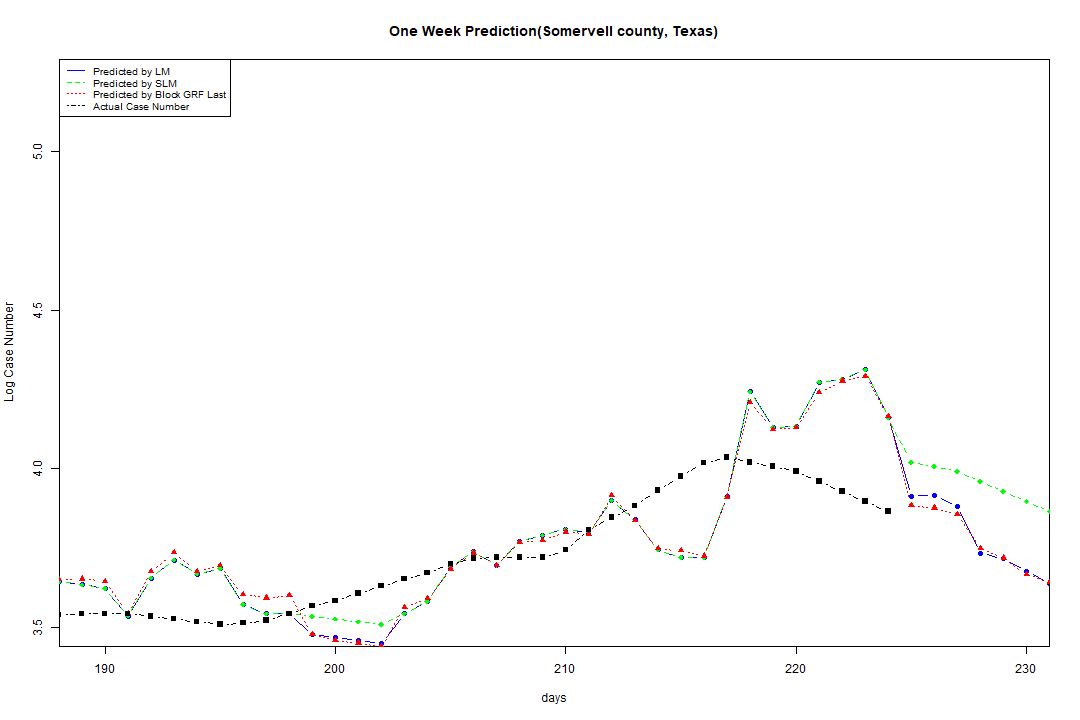 One Week Prediction(Somervell county, Texas)
Predicted by LM
Predicted by SLM
Predicted by Block GRF Last
Actual Case Number
5.0
4.5
4.0
3.5
Log Case Number
190 200 210 220 230
days